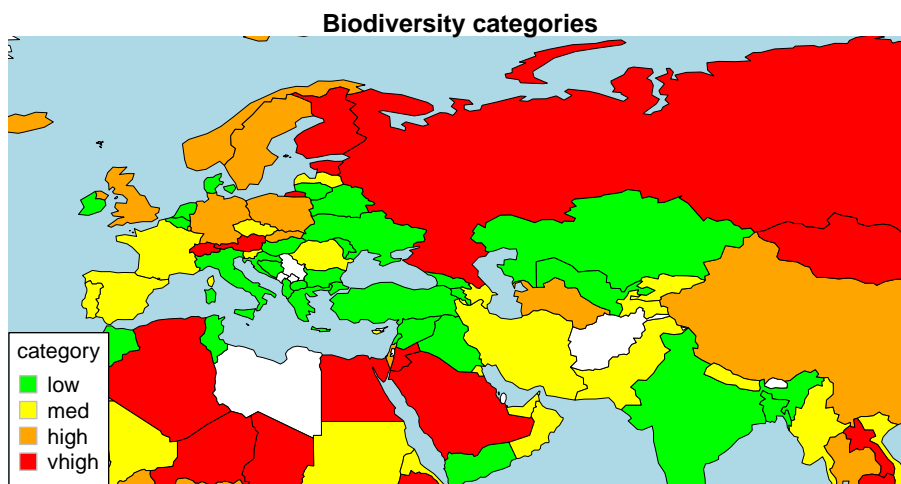 Biodiversity categories
category
low
med
high
vhigh